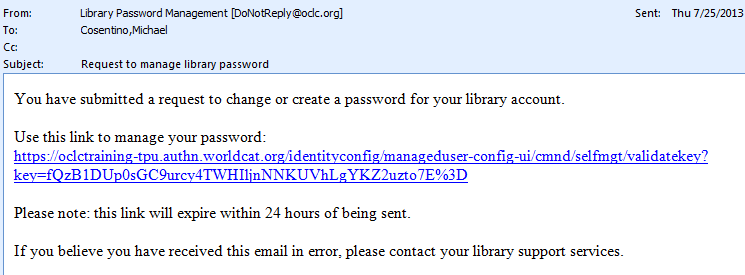 From: Library Password Management [DoNotReply@oclc.org] Sent: Thu 7/25/2013
To: Cosentino,Michael
Cc:
Subject: Request to manage library password
You have submitted a request to change or create a password for your library account.
Use this link to manage your password:
https://oclctraining-tpu.authn.worldcat.org/identityconfig/manageduser-config-ui/cmnd/selfmgt/validatekey?
key=fQzB1DUp0sGC9urcy4TWHIljnNNKUVhLgYKZ2uzto7E%3D
Please note: this link will expire within 24 hours of being sent.
If you believe you have received this email in error, please contact your library support services.